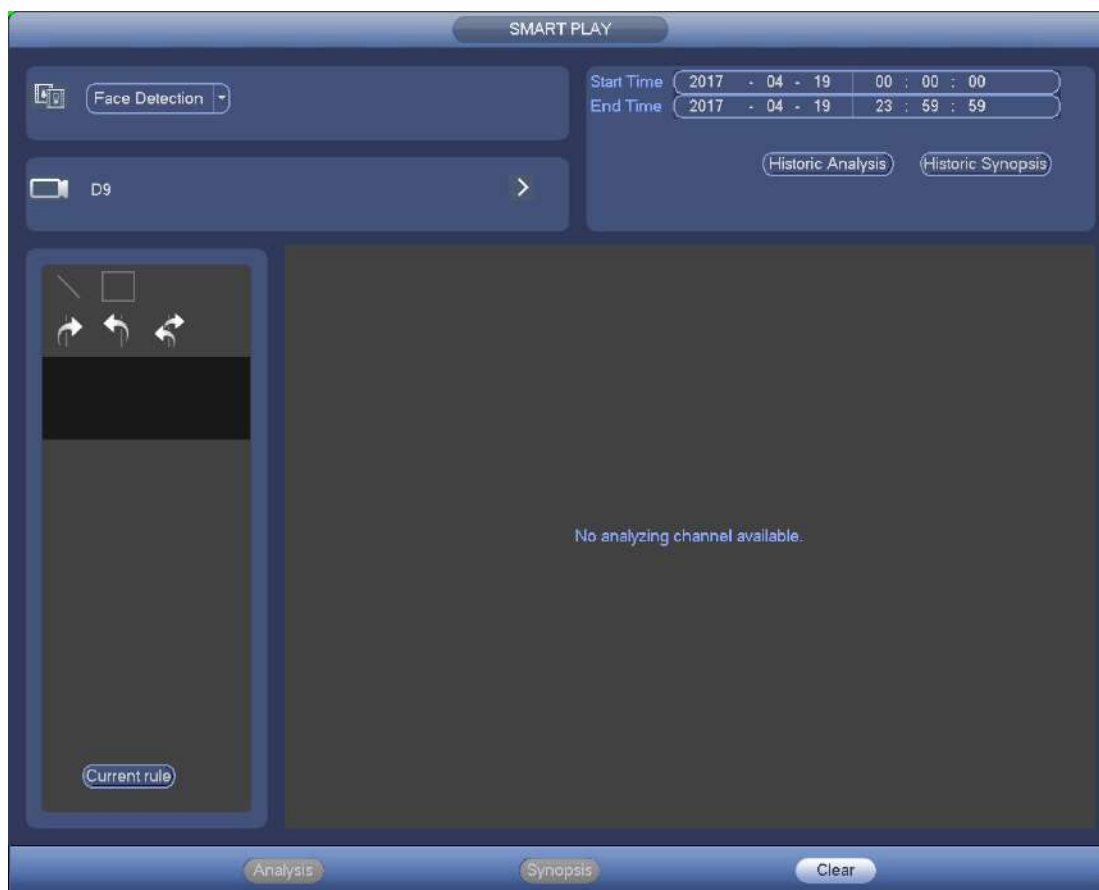 SMART PLAY
Face Detection
Start Time 2017 - 04 - 19 00 : 00 : 00
End Time 2017 - 04 - 19 23 : 59 : 59
Historic Analysis Historic Synopsis
D9
No analyzing channel available.
Current rule
Analysis Synopsis Clear